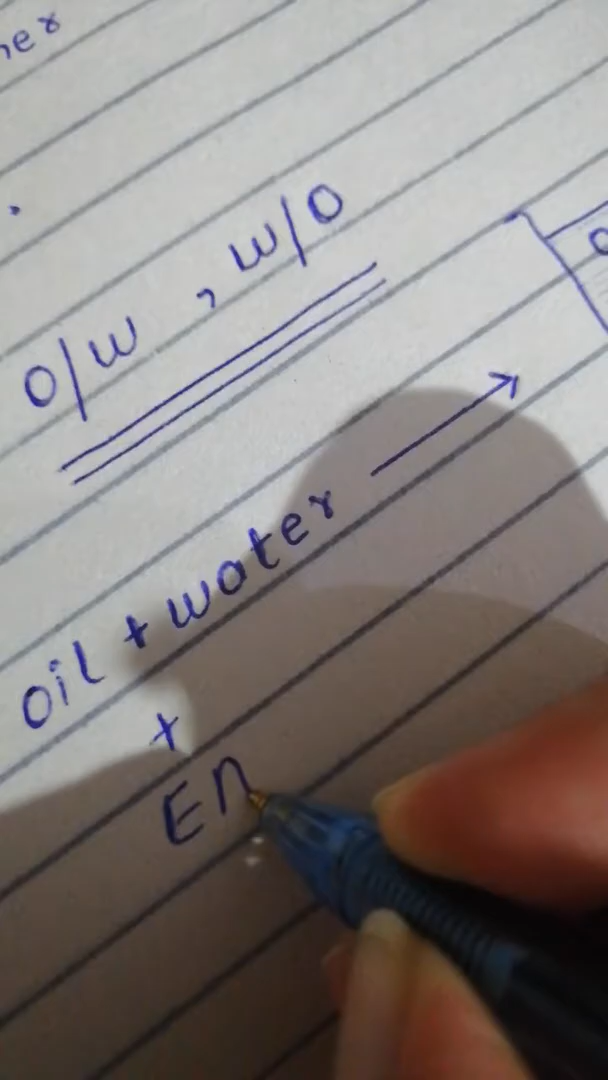 O/W , W/O
oil + water →
+
En